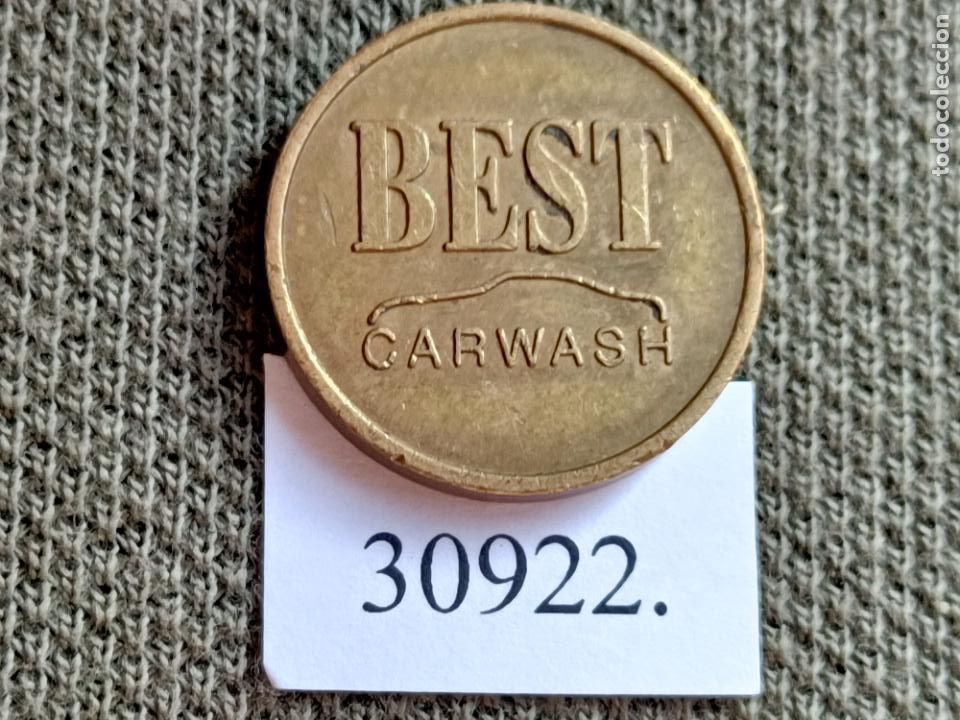 BEST
CARWASH
30922.
todocoleccion